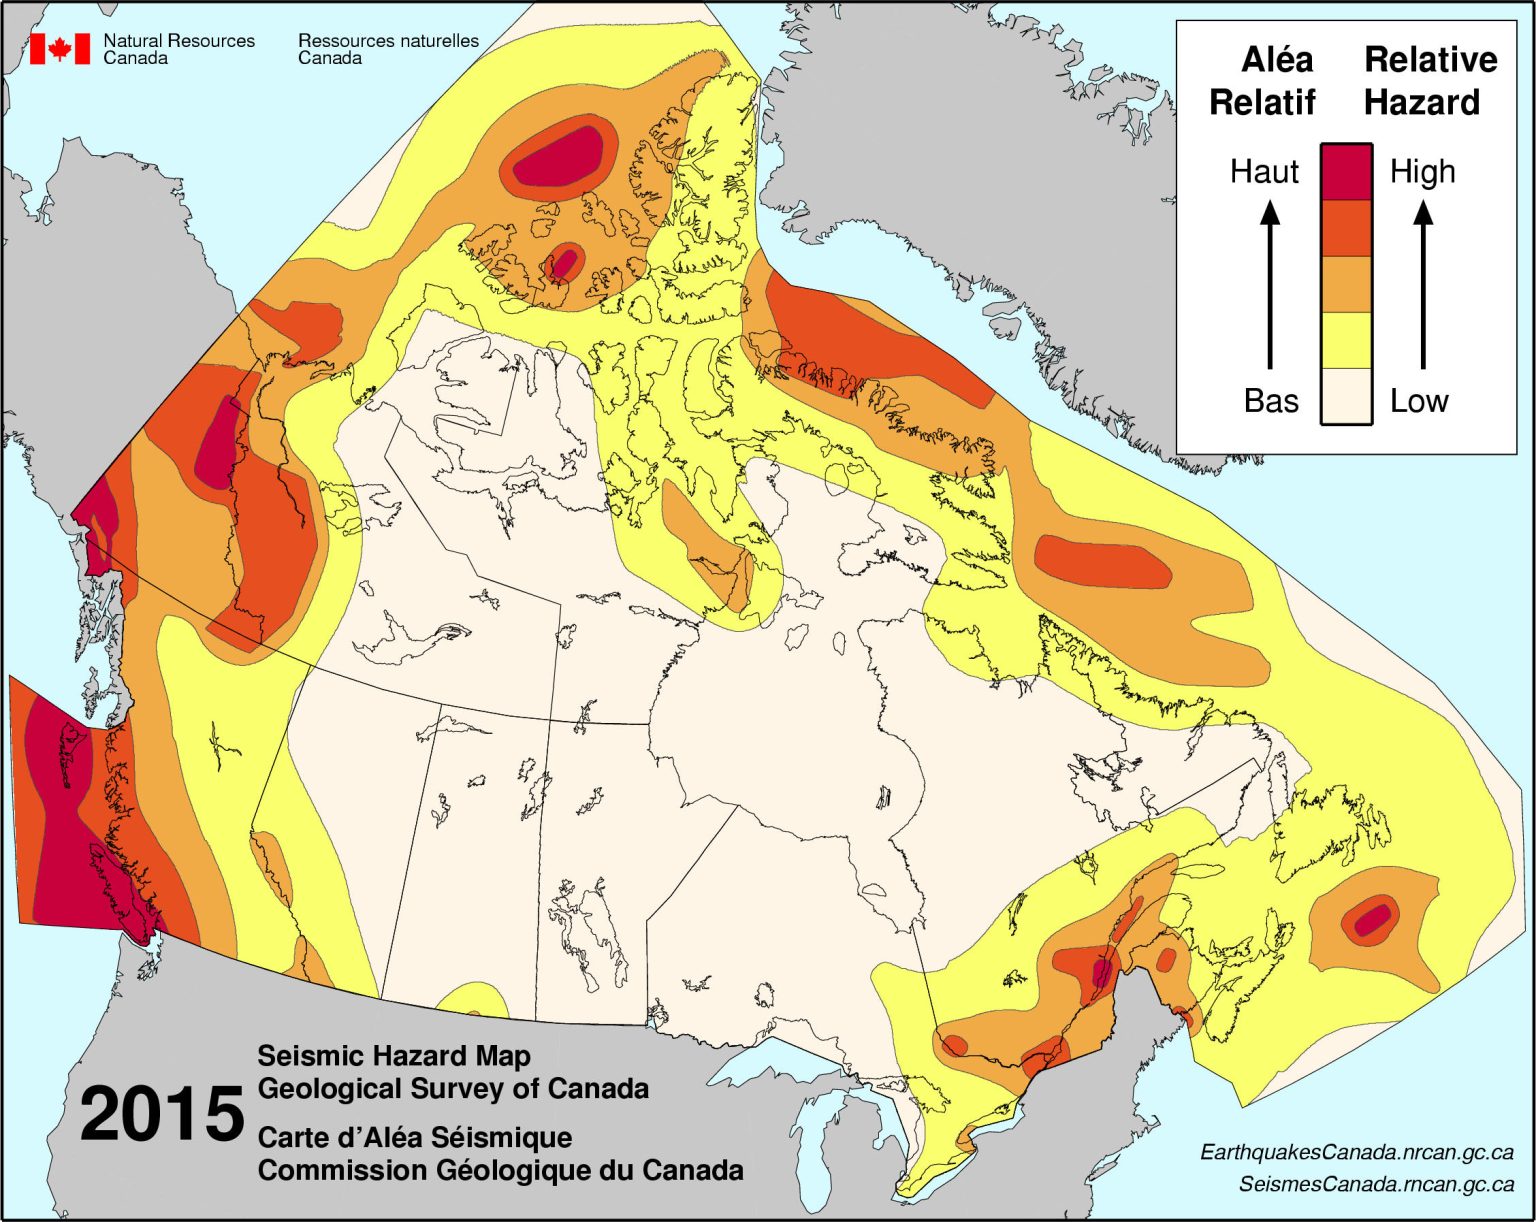 Natural Resources
Canada
Ressources naturelles
Canada
Aléa
Relatif
Relative
Hazard
Haut
High
Bas
Low
2015
Seismic Hazard Map
Geological Survey of Canada
Carte d'Aléa Séismique
Commission Géologique du Canada
EarthquakesCanada.nrcan.gc.ca
SeismesCanada.rncan.gc.ca